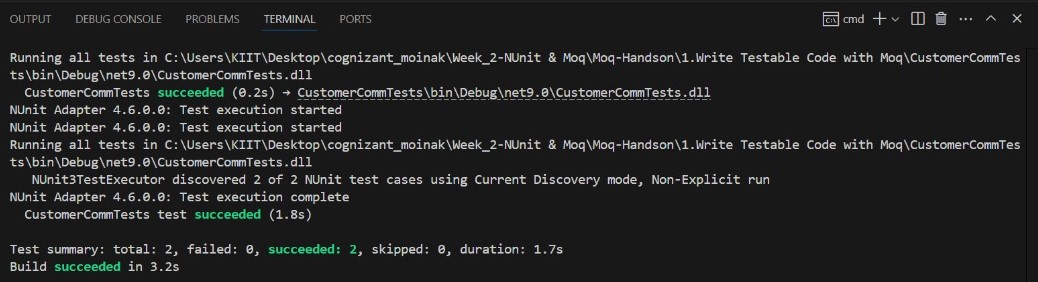 OUTPUT DEBUG CONSOLE PROBLEMS TERMINAL PORTS cmd
Running all tests in C:\Users\KIIT\Desktop\cognizant_moinak\Week_2-NUnit & Moq\Moq-Handson\1.Write Testable Code with Moq\CustomerCommTes
ts\bin\Debug\net9.0\CustomerCommTests.dll
CustomerCommTests succeeded (0.2s) → CustomerCommTests\bin\Debug\net9.0\CustomerCommTests.dll
NUnit Adapter 4.6.0.0: Test execution started
NUnit Adapter 4.6.0.0: Test execution started
Running all tests in C:\Users\KIIT\Desktop\cognizant_moinak\Week_2-NUnit & Moq\Moq-Handson\1.Write Testable Code with Moq\CustomerCommTes
ts\bin\Debug\net9.0\CustomerCommTests.dll
NUnit3TestExecutor discovered 2 of 2 NUnit test cases using Current Discovery mode, Non-Explicit run
NUnit Adapter 4.6.0.0: Test execution complete
CustomerCommTests test succeeded (1.8s)
Test summary: total: 2, failed: 0, succeeded: 2, skipped: 0, duration: 1.7s
Build succeeded in 3.2s